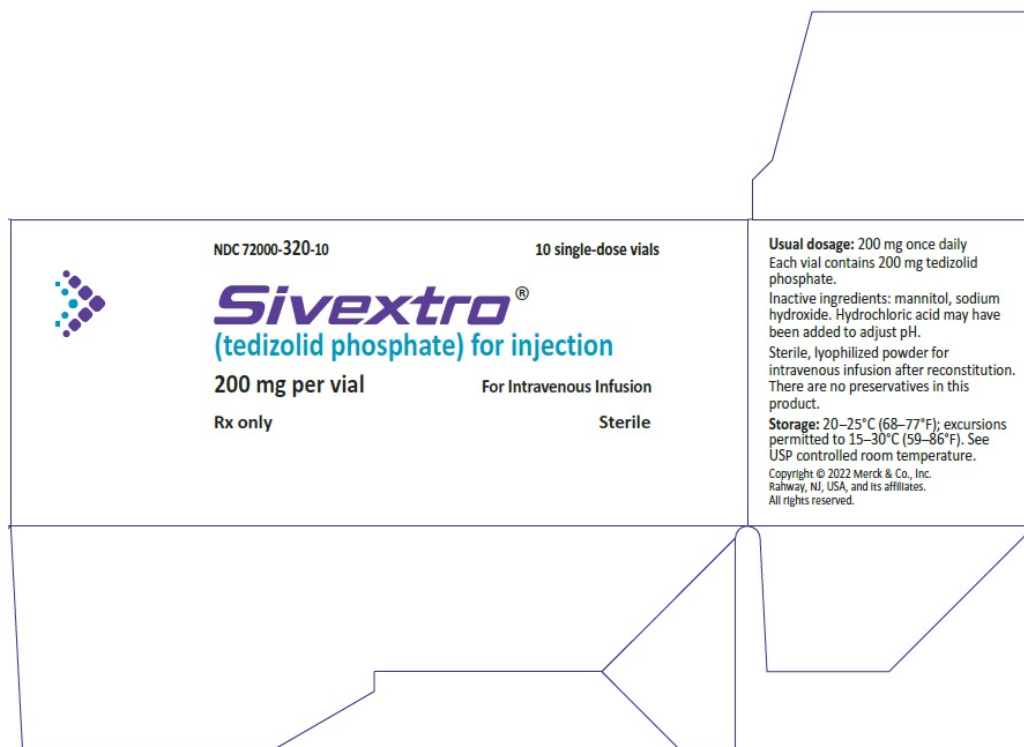 NDC 72000-320-10
10 single-dose vials
Sivextro®
(tedizolid phosphate) for injection
200 mg per vial
For Intravenous Infusion
Rx only
Sterile
Usual dosage: 200 mg once daily
Each vial contains 200 mg tedizolid
phosphate.
Inactive ingredients: mannitol, sodium
hydroxide. Hydrochloric acid may have
been added to adjust pH.
Sterile, lyophilized powder for
intravenous infusion after reconstitution.
There are no preservatives in this
product.
Storage: 20–25°C (68–77°F); excursions
permitted to 15–30°C (59–86°F). See
USP controlled room temperature.
Copyright © 2022 Merck & Co., Inc.
Rahway, NJ, USA, and its affiliates.
All rights reserved.